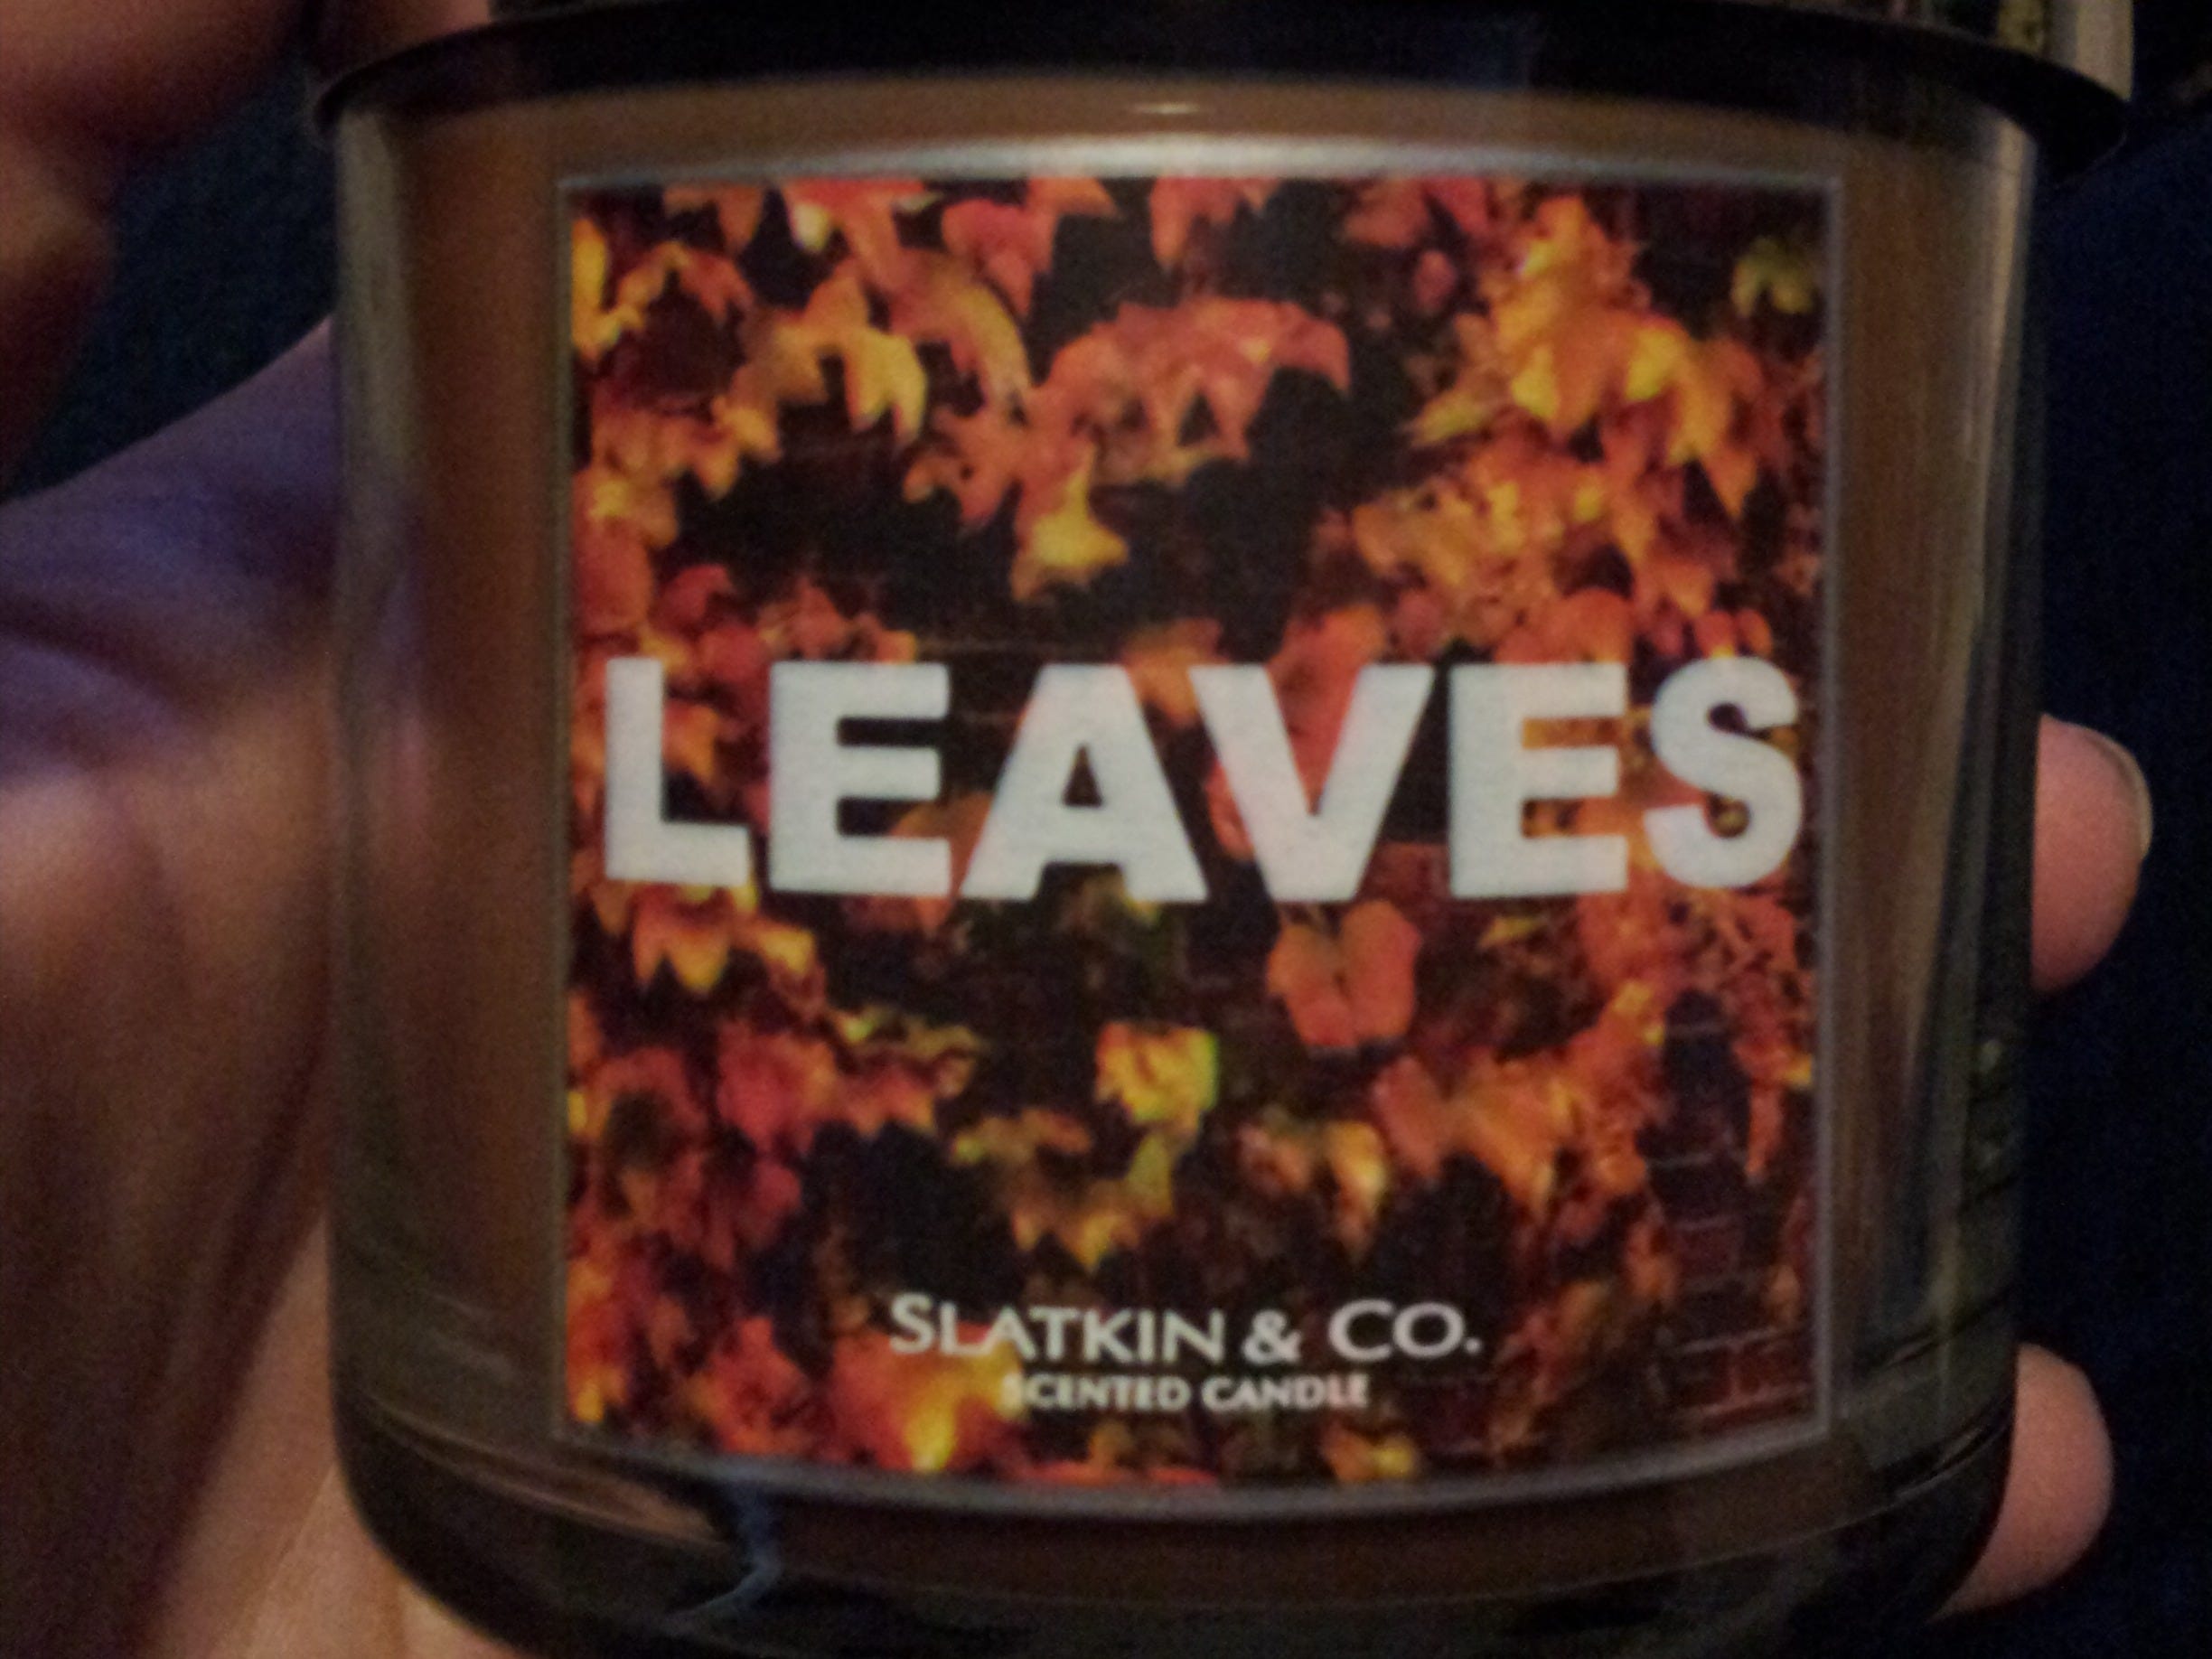 LEAVES
SLATKIN & CO.
SCENTED CANDLE